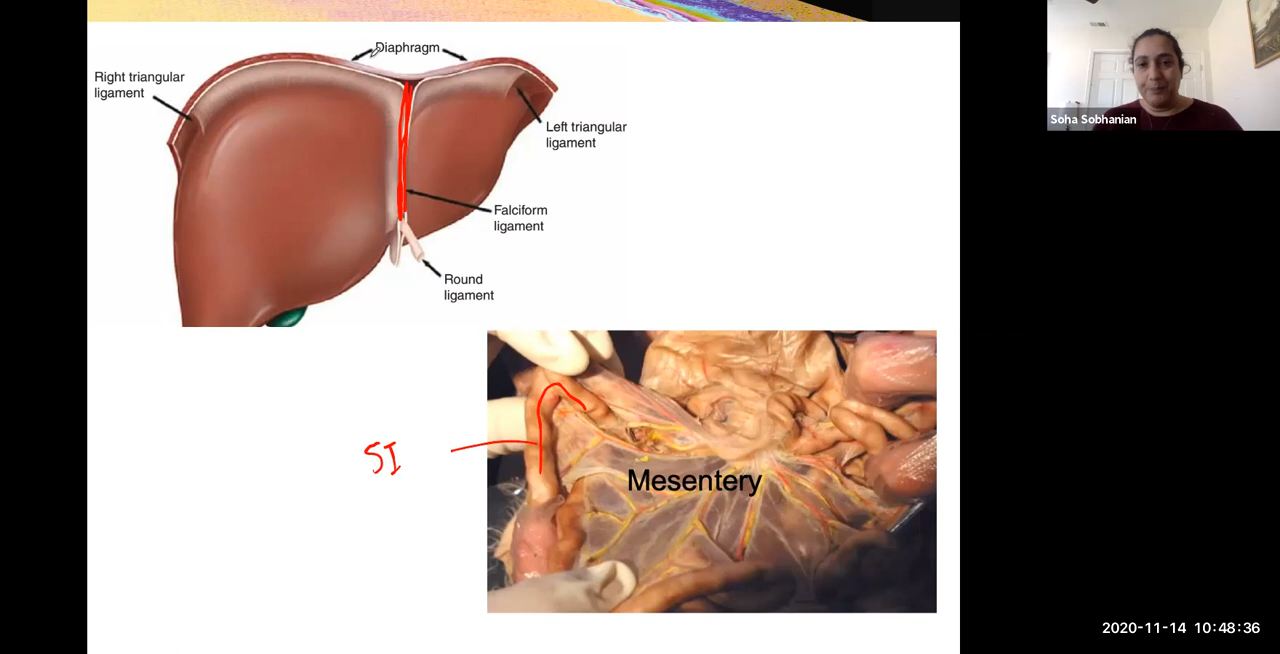 Diaphragm
Right triangular
ligament
Left triangular
ligament
Falciform
ligament
Round
ligament
SI
Mesentery
Soha Sobhanian
2020-11-14 10:48:36